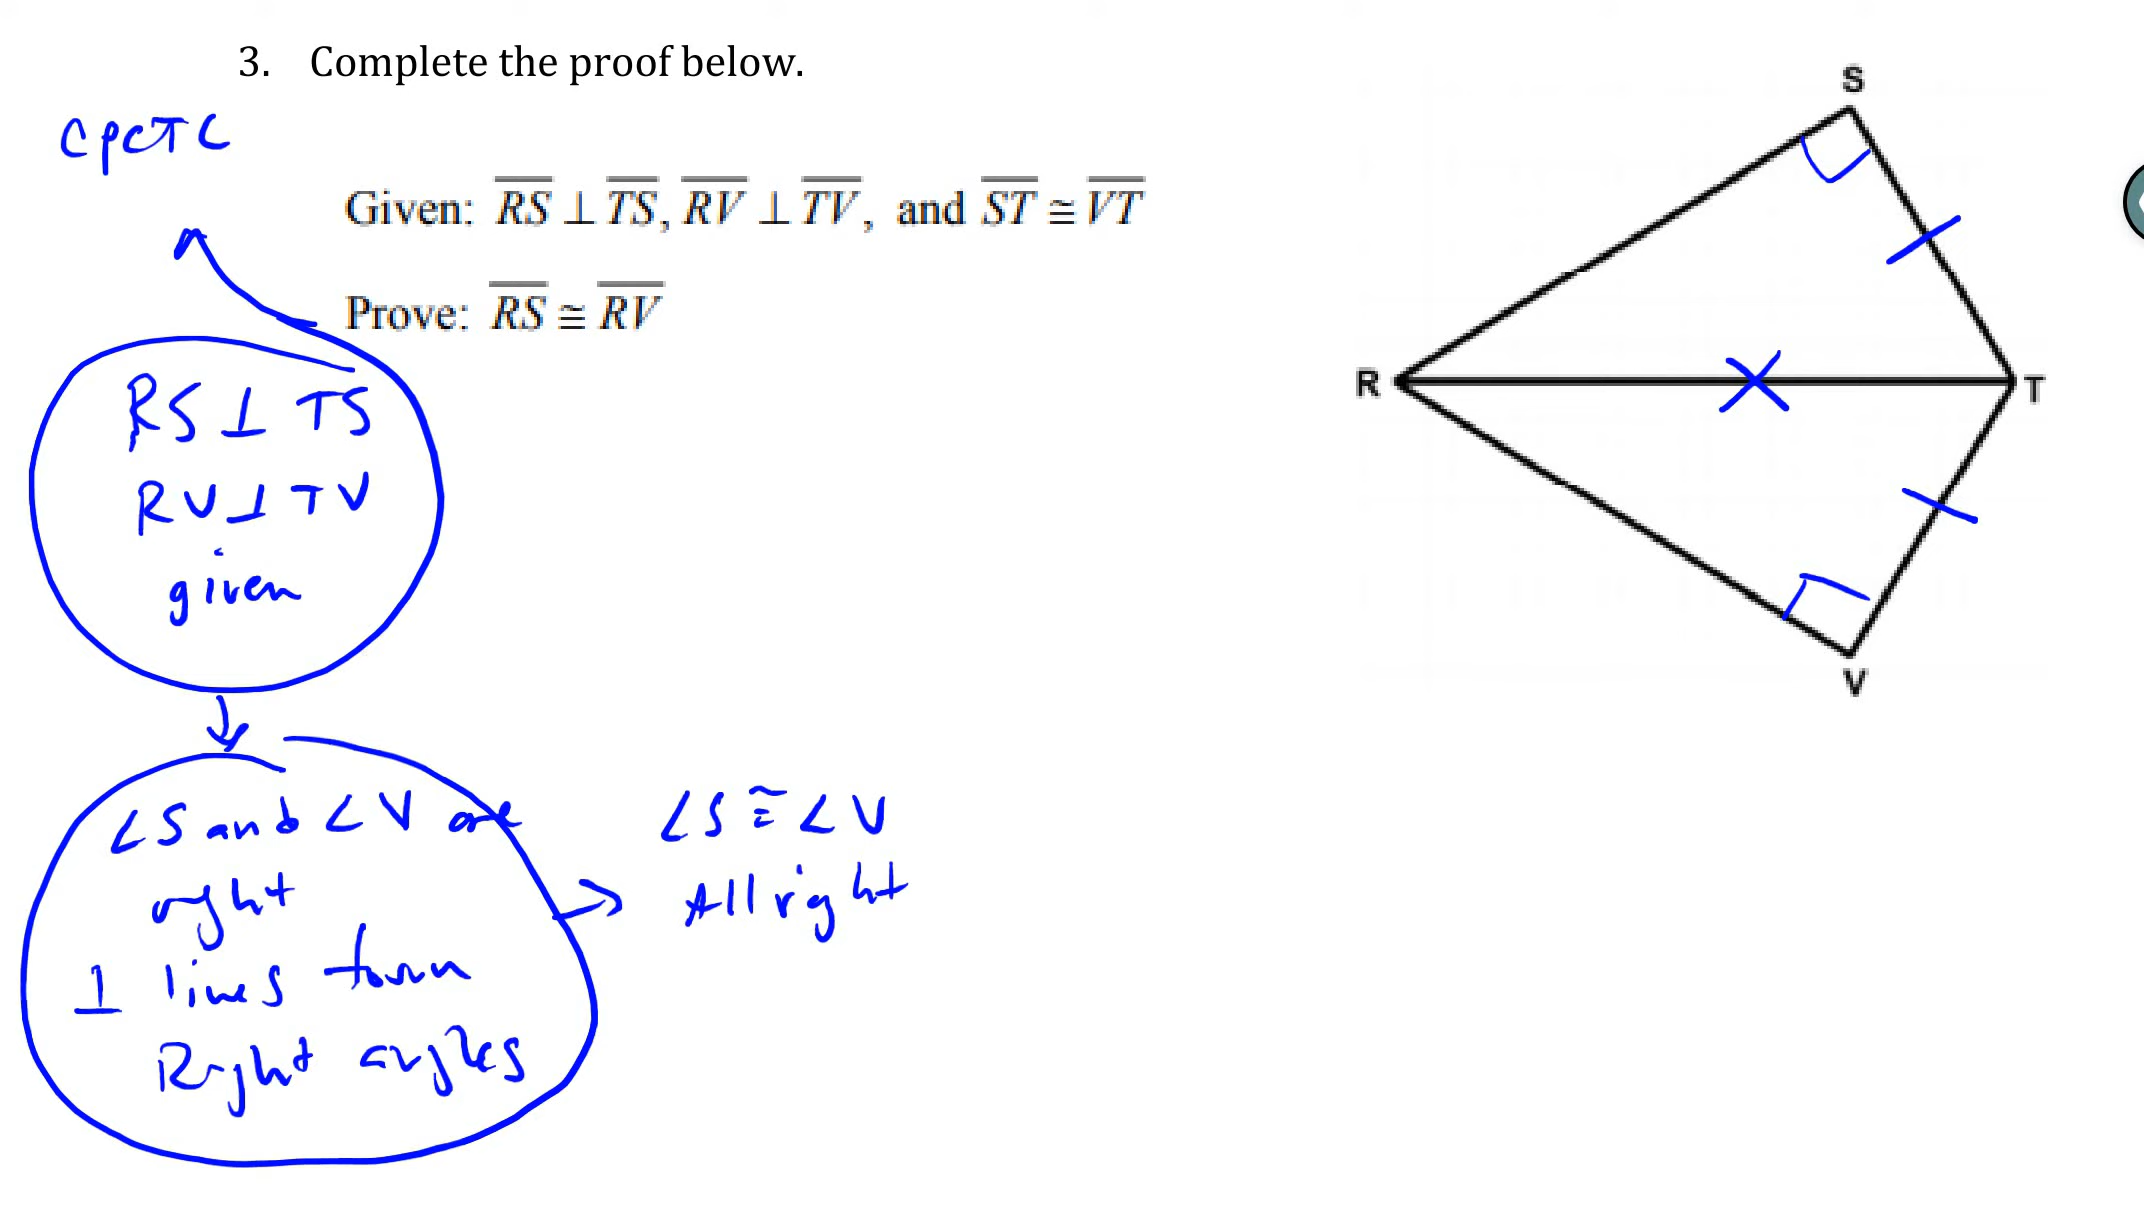 3. Complete the proof below.
CPCTC
Given: RS ⊥ TS, RV ⊥ TV, and ST ≅ VT
Prove: RS ≅ RV
RS ⊥ TS
RV ⊥ TV
given
∠S and ∠V are
right
⊥ lines form
Right angles
∠S ≅ ∠V
All right
S
R
T
V